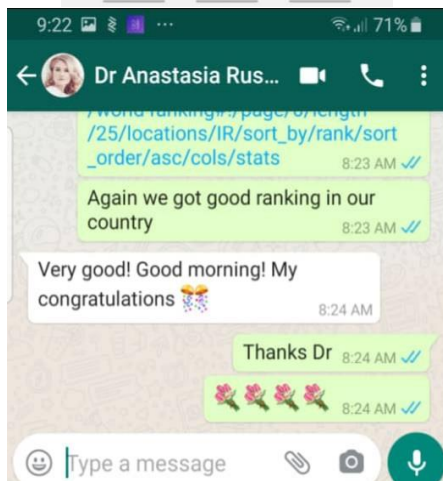 9:22 71%
Dr Anastasia Rus...
/25/locations/IR/sort_by/rank/sort
_order/asc/cols/stats
8:23 AM
Again we got good ranking in our
country
8:23 AM
Very good! Good morning! My
congratulations
8:24 AM
Thanks Dr 8:24 AM
8:24 AM
Type a message